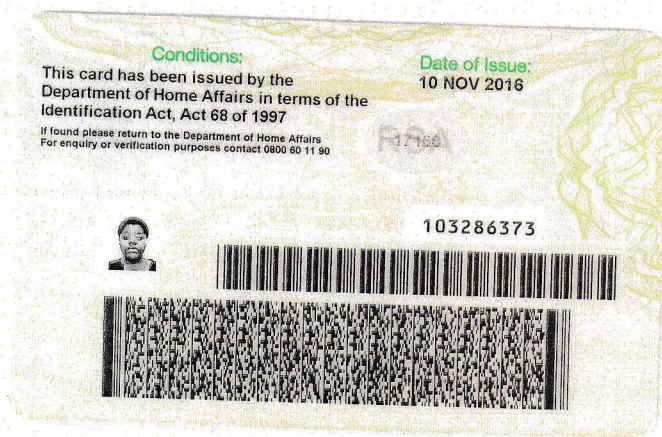 Conditions:
This card has been issued by the
Department of Home Affairs in terms of the
Identification Act, Act 68 of 1997
If found please return to the Department of Home Affairs
For enquiry or verification purposes contact 0800 60 11 90
Date of Issue:
10 NOV 2016
RSA
103286373